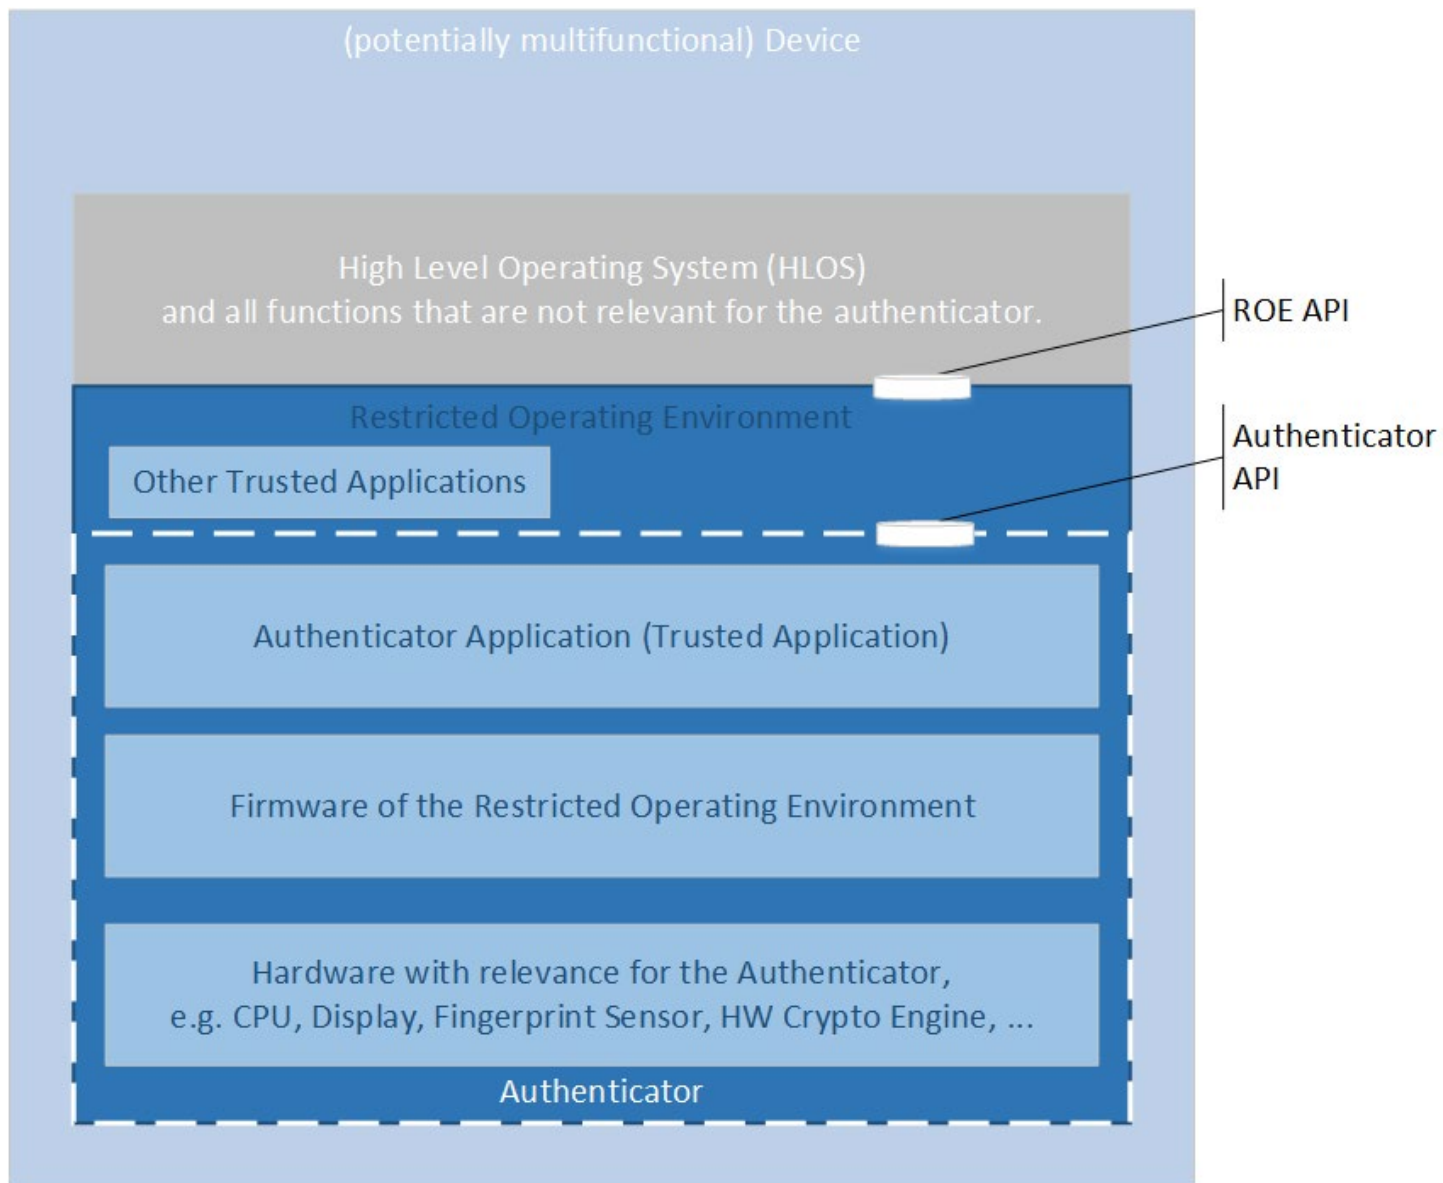 (potentially multifunctional) Device
High Level Operating System (HLOS)
and all functions that are not relevant for the authenticator.
ROE API
Restricted Operating Environment
Authenticator
API
Other Trusted Applications
Authenticator Application (Trusted Application)
Firmware of the Restricted Operating Environment
Hardware with relevance for the Authenticator,
e.g. CPU, Display, Fingerprint Sensor, HW Crypto Engine, ...
Authenticator